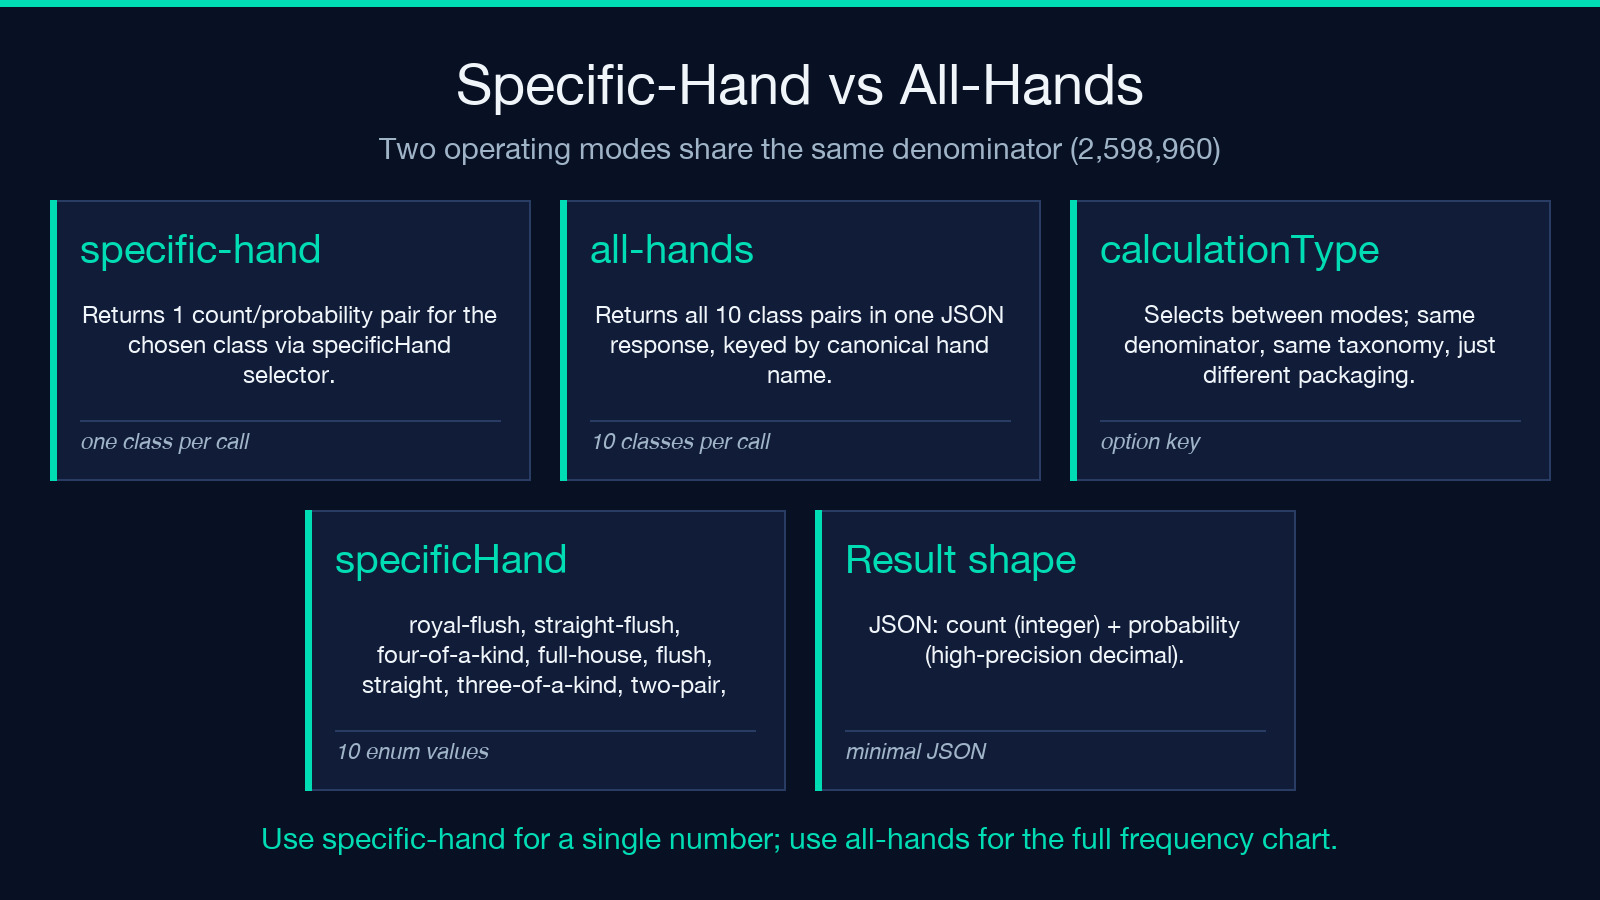 Specific-Hand vs All-Hands
Two operating modes share the same denominator (2,598,960)
specific-hand
Returns 1 count/probability pair for the
chosen class via specificHand
selector.
one class per call
all-hands
Returns all 10 class pairs in one JSON
response, keyed by canonical hand
name.
10 classes per call
calculationType
Selects between modes; same
denominator, same taxonomy, just
different packaging.
option key
specificHand
royal-flush, straight-flush,
four-of-a-kind, full-house, flush,
straight, three-of-a-kind, two-pair,
10 enum values
Result shape
JSON: count (integer) + probability
(high-precision decimal).
minimal JSON
Use specific-hand for a single number; use all-hands for the full frequency chart.